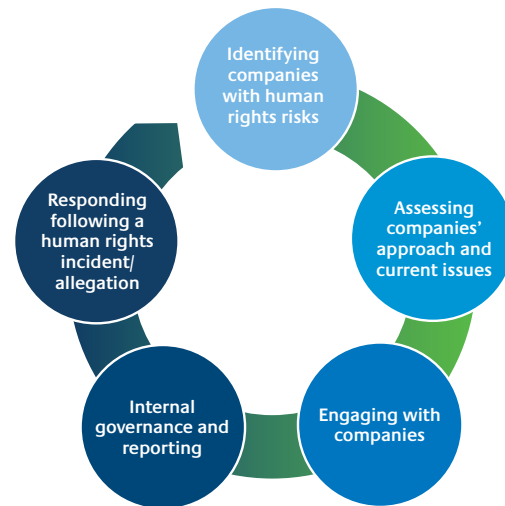 Identifying
companies
with human
rights risks
Assessing
companies’
approach and
current issues
Engaging with
companies
Internal
governance and
reporting
Responding
following a
human rights
incident/
allegation